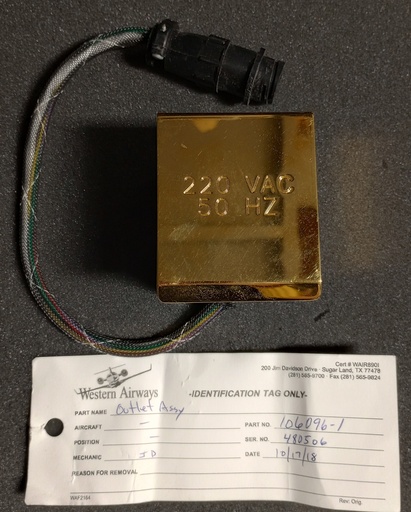 220 VAC
50 HZ
Cert # WAIR890I
200 Jim Davidson Drive · Sugar Land, TX 77478
(281) 565-9700 · Fax (281) 565-9824
Western Airways
-IDENTIFICATION TAG ONLY-
PART NAME Outlet Assy
AIRCRAFT — PART NO. 106096-1
POSITION — SER. NO. 480506
MECHANIC JD DATE 10/17/18
REASON FOR REMOVAL
WAF2164 Rev: Orig.